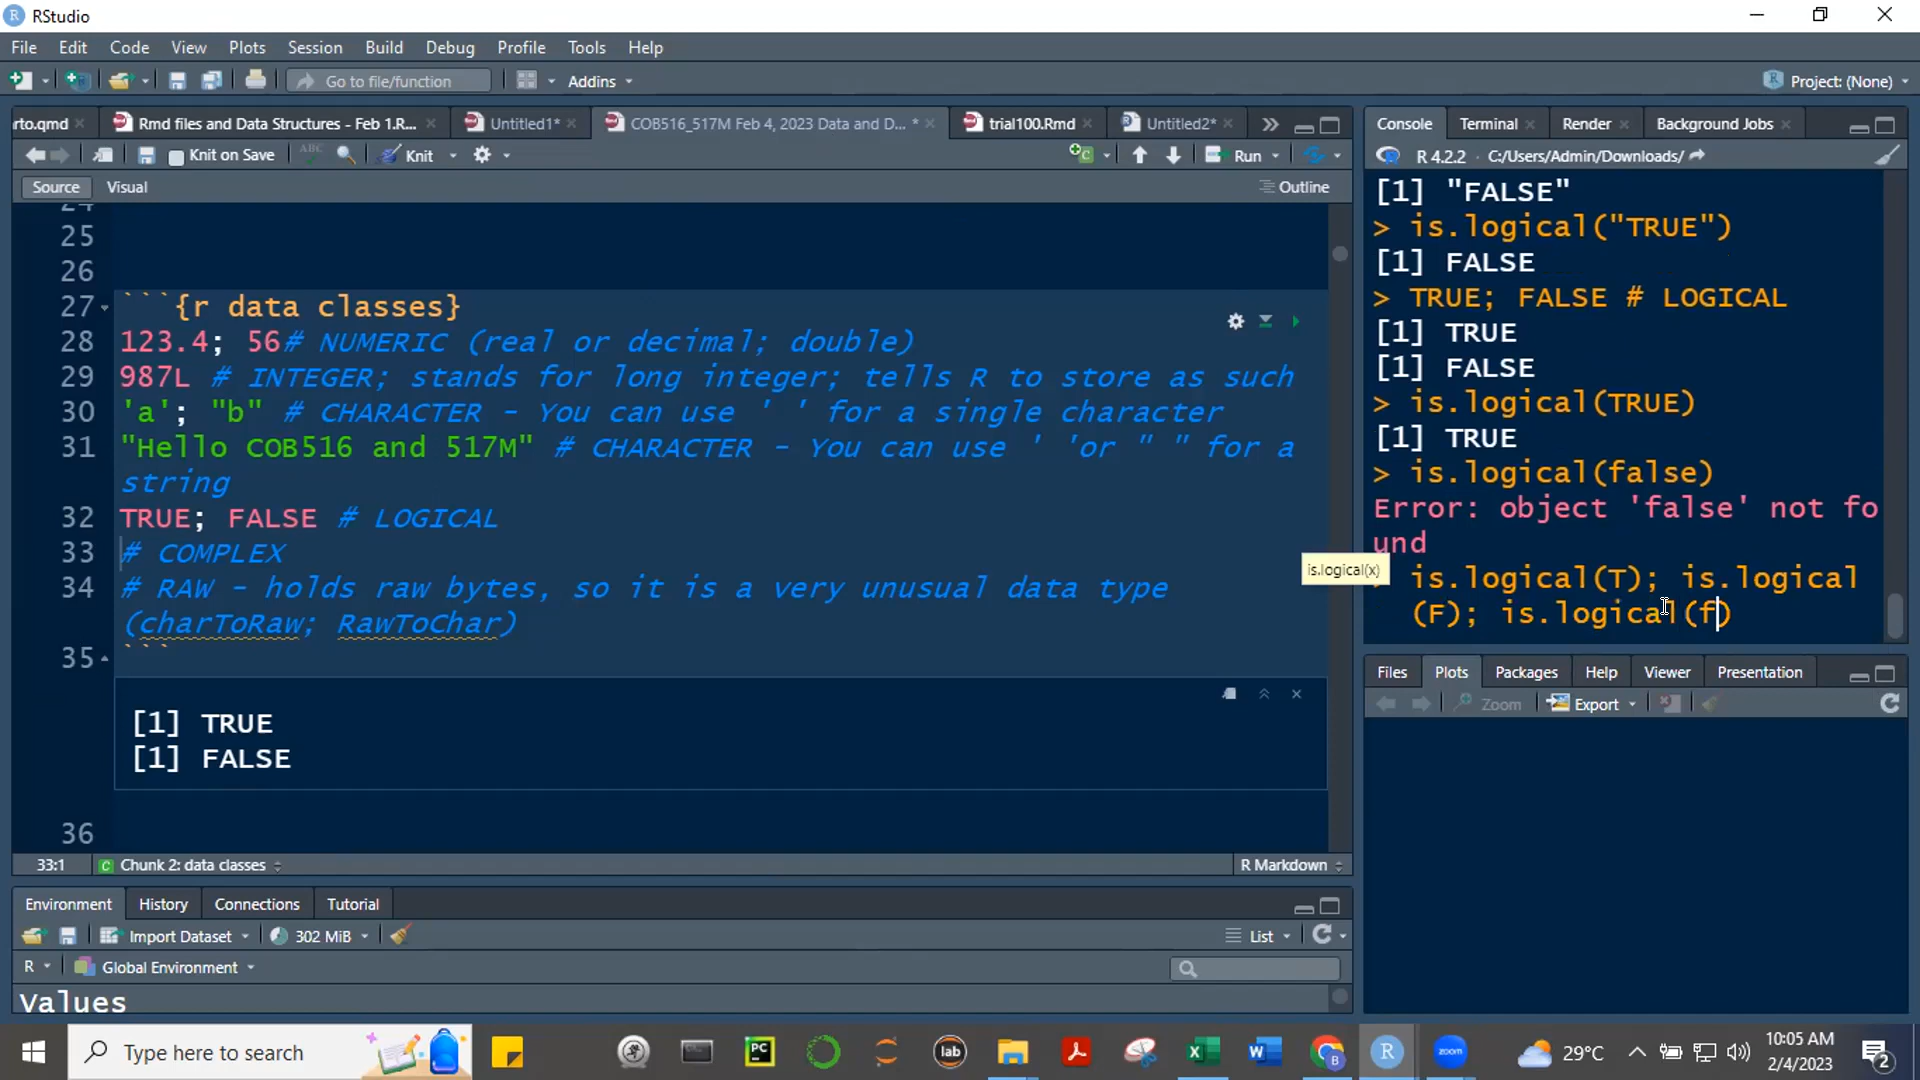 RStudio
File Edit Code View Plots Session Build Debug Profile Tools Help
Go to file/function Addins Project: (None)
rto.qmd Rmd files and Data Structures - Feb 1.R... Untitled1* COB516_517M Feb 4, 2023 Data and D... * trial100.Rmd Untitled2*
Knit on Save ABC Knit Run
Source Visual Outline
24
25
26
27 ```{r data classes}
28 123.4; 56# NUMERIC (real or decimal; double)
29 987L # INTEGER; stands for long integer; tells R to store as such
30 'a'; "b" # CHARACTER - You can use ' ' for a single character
31 "Hello COB516 and 517M" # CHARACTER - You can use ' 'or " " for a
string
32 TRUE; FALSE # LOGICAL
33 # COMPLEX
34 # RAW - holds raw bytes, so it is a very unusual data type
(charToRaw; RawToChar)
35 ```
[1] TRUE
[1] FALSE
36
33:1 C Chunk 2: data classes R Markdown
Environment History Connections Tutorial
Import Dataset 302 MiB List
R Global Environment
Values
Console Terminal Render Background Jobs
R 4.2.2 · C:/Users/Admin/Downloads/
[1] "FALSE"
> is.logical("TRUE")
[1] FALSE
> TRUE; FALSE # LOGICAL
[1] TRUE
[1] FALSE
> is.logical(TRUE)
[1] TRUE
> is.logical(false)
Error: object 'false' not fo
und
is.logical(x)
is.logical(T); is.logical
(F); is.logical(f)
Files Plots Packages Help Viewer Presentation
Zoom Export
Type here to search
PC
lab
X
W
B
R
zoom
29°C
10:05 AM
2/4/2023
2